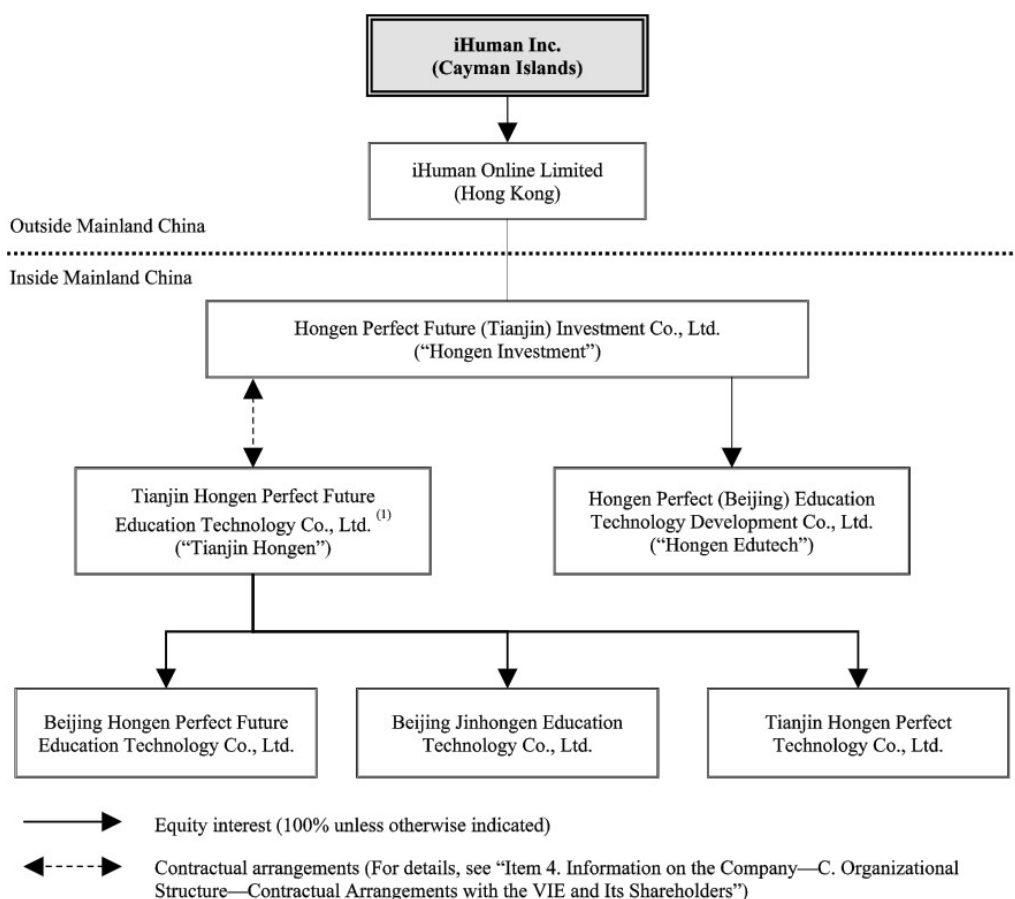 iHuman Inc.
(Cayman Islands)
iHuman Online Limited
(Hong Kong)
Outside Mainland China
Inside Mainland China
Hongen Perfect Future (Tianjin) Investment Co., Ltd.
(“Hongen Investment”)
Tianjin Hongen Perfect Future
Education Technology Co., Ltd. (1)
(“Tianjin Hongen”)
Hongen Perfect (Beijing) Education
Technology Development Co., Ltd.
(“Hongen Edutech”)
Beijing Hongen Perfect Future
Education Technology Co., Ltd.
Beijing Jinhongen Education
Technology Co., Ltd.
Tianjin Hongen Perfect
Technology Co., Ltd.
Equity interest (100% unless otherwise indicated)
Contractual arrangements (For details, see “Item 4. Information on the Company—C. Organizational
Structure—Contractual Arrangements with the VIE and Its Shareholders”)